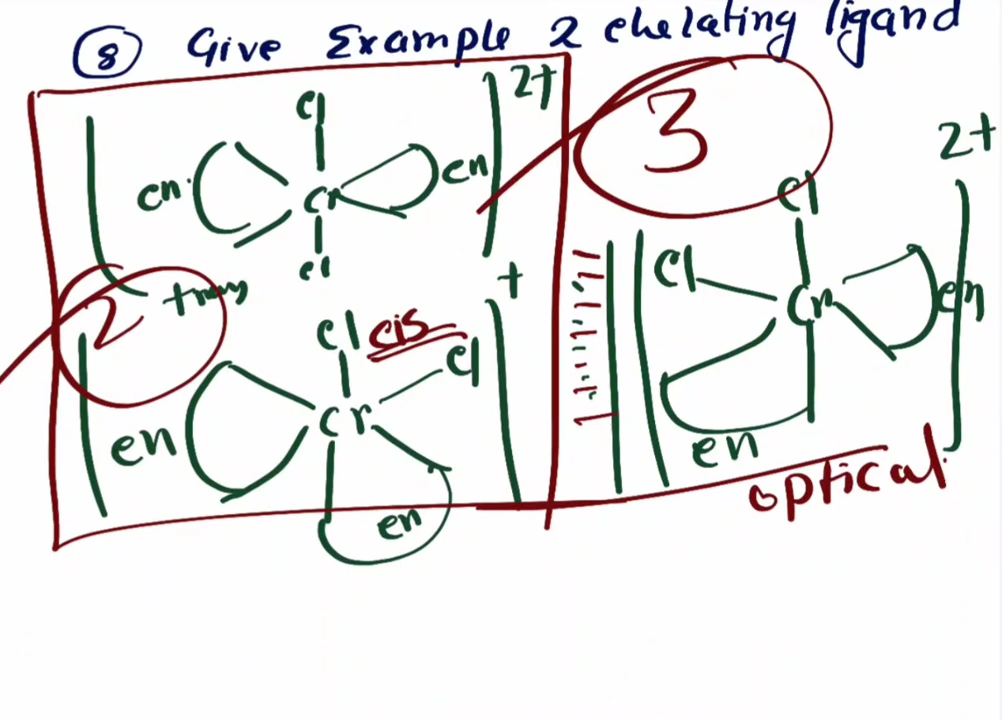 8 Give Example 2 chelating ligand
Cl 2+
en Cr en
Cl
trans
2
+
Cl cis
Cl
en Cr
en
3
2+
Cl
Cl Cr en
en
optical